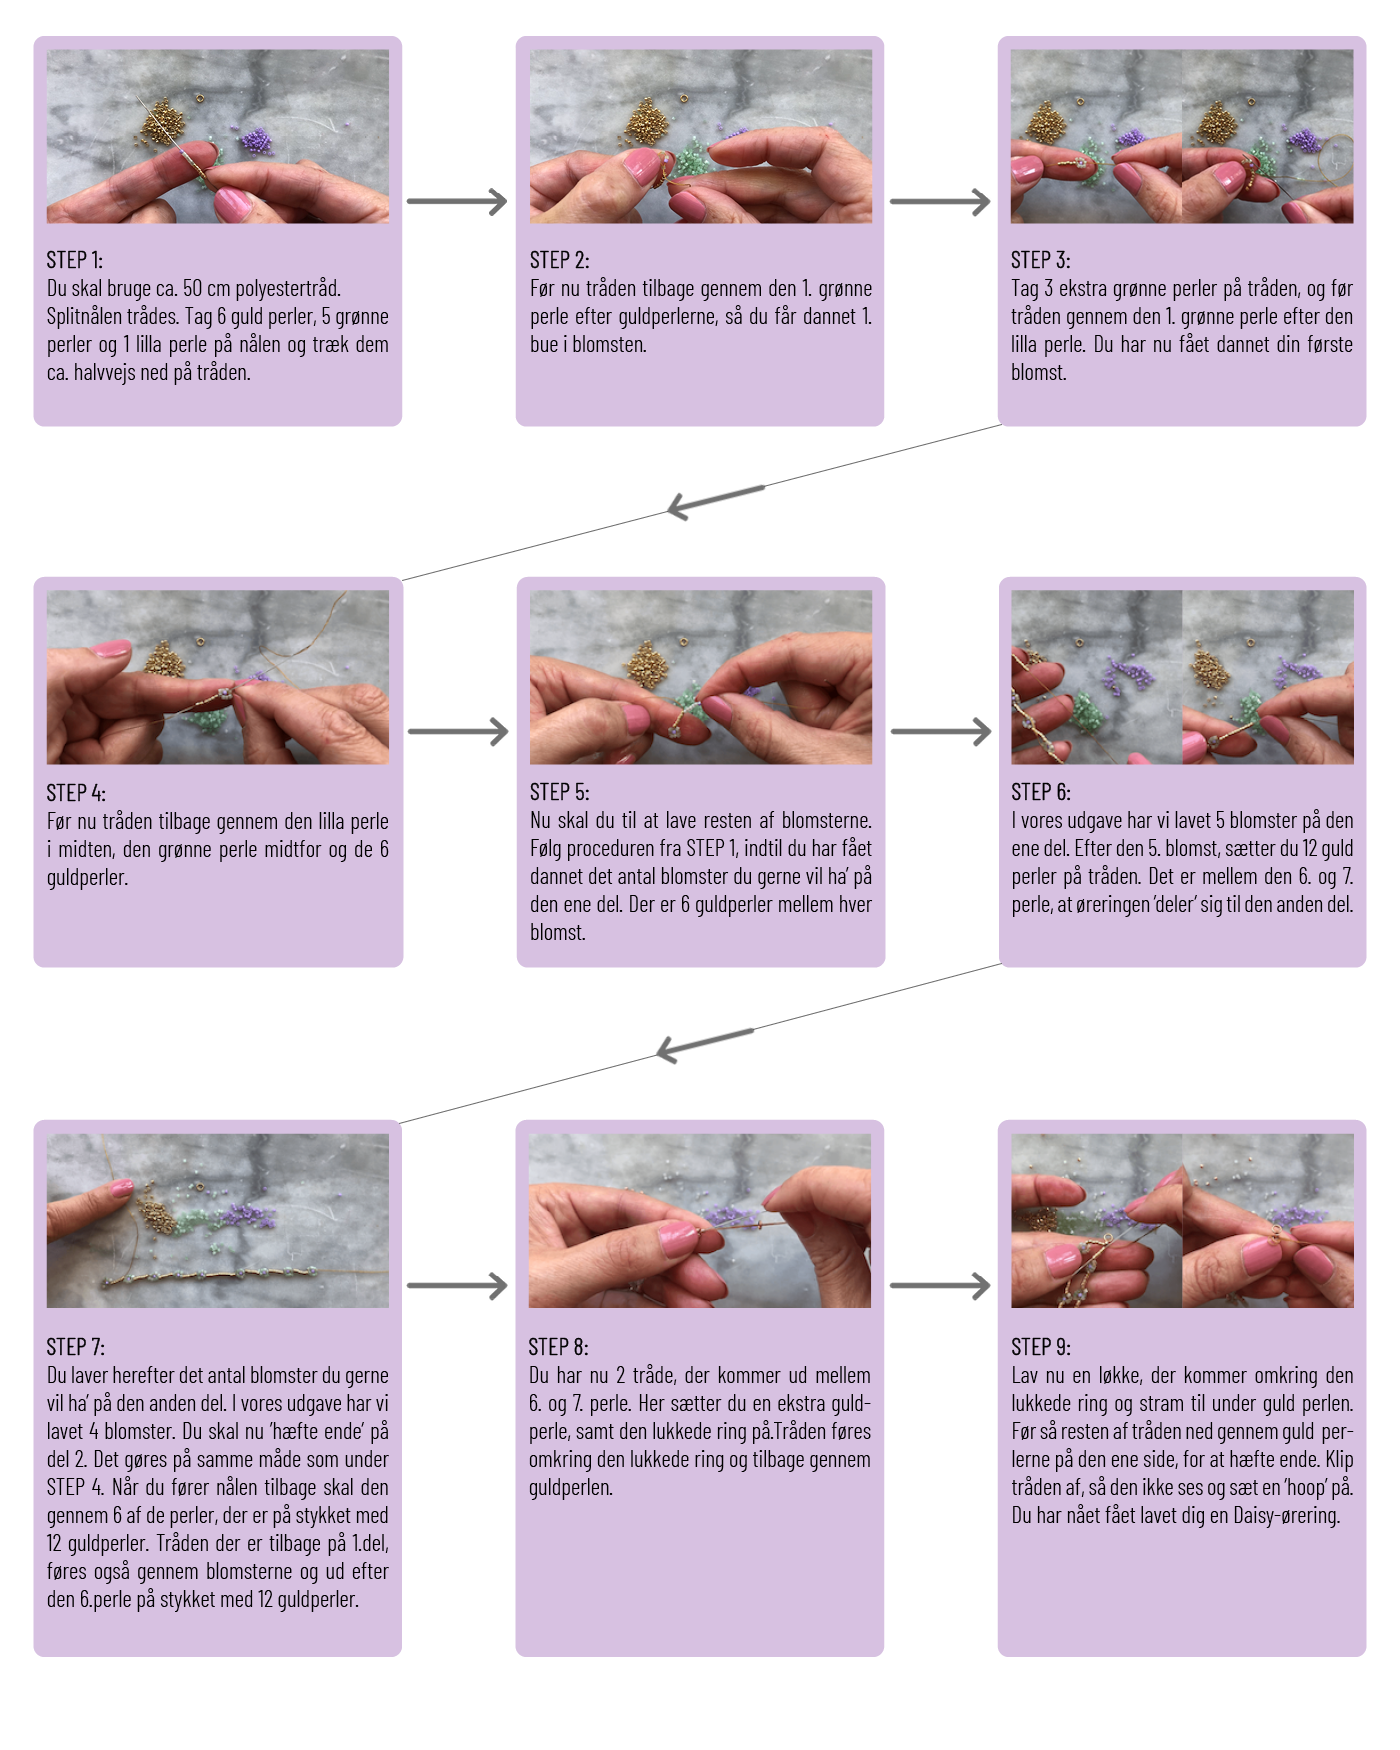 STEP 1:
Du skal bruge ca. 50 cm polyestertråd.
Splitnålen trådes. Tag 6 guld perler, 5 grønne
perler og 1 lilla perle på nålen og træk dem
ca. halvvejs ned på tråden.
STEP 2:
Før nu tråden tilbage gennem den 1. grønne
perle efter guldperlerne, så du får dannet 1.
bue i blomsten.
STEP 3:
Tag 3 ekstra grønne perler på tråden, og før
tråden gennem den 1. grønne perle efter den
lilla perle. Du har nu fået dannet din første
blomst.
STEP 4:
Før nu tråden tilbage gennem den lilla perle
i midten, den grønne perle midtfor og de 6
guldperler.
STEP 5:
Nu skal du til at lave resten af blomsterne.
Følg proceduren fra STEP 1, indtil du har fået
dannet det antal blomster du gerne vil ha’ på
den ene del. Der er 6 guldperler mellem hver
blomst.
STEP 6:
I vores udgave har vi lavet 5 blomster på den
ene del. Efter den 5. blomst, sætter du 12 guld
perler på tråden. Det er mellem den 6. og 7.
perle, at øreringen ’deler’ sig til den anden del.
STEP 7:
Du laver herefter det antal blomster du gerne
vil ha’ på den anden del. I vores udgave har vi
lavet 4 blomster. Du skal nu ’hæfte ende’ på
del 2. Det gøres på samme måde som under
STEP 4. Når du fører nålen tilbage skal den
gennem 6 af de perler, der er på stykket med
12 guldperler. Tråden der er tilbage på 1.del,
føres også gennem blomsterne og ud efter
den 6.perle på stykket med 12 guldperler.
STEP 8:
Du har nu 2 tråde, der kommer ud mellem
6. og 7. perle. Her sætter du en ekstra guld-
perle, samt den lukkede ring på.Tråden føres
omkring den lukkede ring og tilbage gennem
guldperlen.
STEP 9:
Lav nu en løkke, der kommer omkring den
lukkede ring og stram til under guld perlen.
Før så resten af tråden ned gennem guld per-
lerne på den ene side, for at hæfte ende. Klip
tråden af, så den ikke ses og sæt en ’hoop’ på.
Du har nået fået lavet dig en Daisy-ørering.